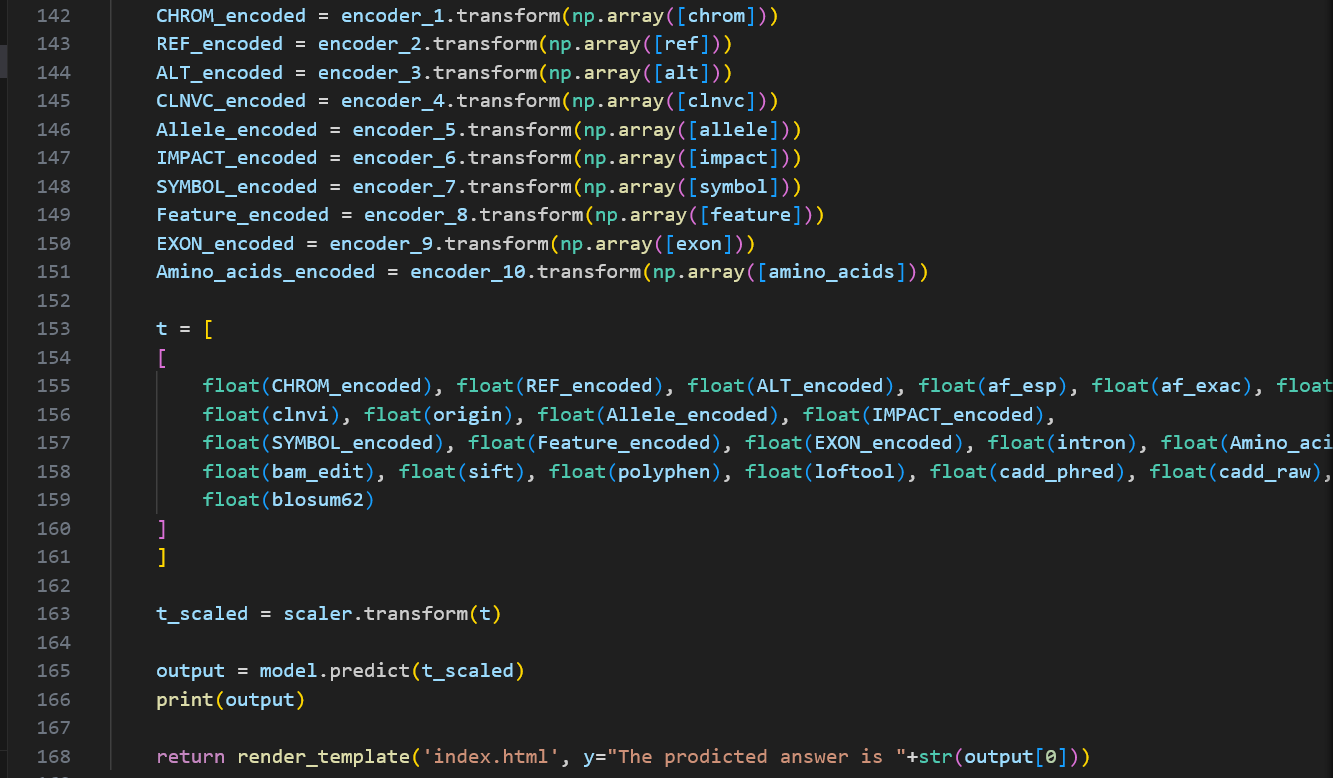 142 CHROM_encoded = encoder_1.transform(np.array([chrom]))
143 REF_encoded = encoder_2.transform(np.array([ref]))
144 ALT_encoded = encoder_3.transform(np.array([alt]))
145 CLNVC_encoded = encoder_4.transform(np.array([clnvc]))
146 Allele_encoded = encoder_5.transform(np.array([allele]))
147 IMPACT_encoded = encoder_6.transform(np.array([impact]))
148 SYMBOL_encoded = encoder_7.transform(np.array([symbol]))
149 Feature_encoded = encoder_8.transform(np.array([feature]))
150 EXON_encoded = encoder_9.transform(np.array([exon]))
151 Amino_acids_encoded = encoder_10.transform(np.array([amino_acids]))
152
153 t = [
154 [
155 float(CHROM_encoded), float(REF_encoded), float(ALT_encoded), float(af_esp), float(af_exac), float
156 float(clnvi), float(origin), float(Allele_encoded), float(IMPACT_encoded),
157 float(SYMBOL_encoded), float(Feature_encoded), float(EXON_encoded), float(intron), float(Amino_aci
158 float(bam_edit), float(sift), float(polyphen), float(loftool), float(cadd_phred), float(cadd_raw),
159 float(blosum62)
160 ]
161 ]
162
163 t_scaled = scaler.transform(t)
164
165 output = model.predict(t_scaled)
166 print(output)
167
168 return render_template('index.html', y="The prodicted answer is "+str(output[0]))